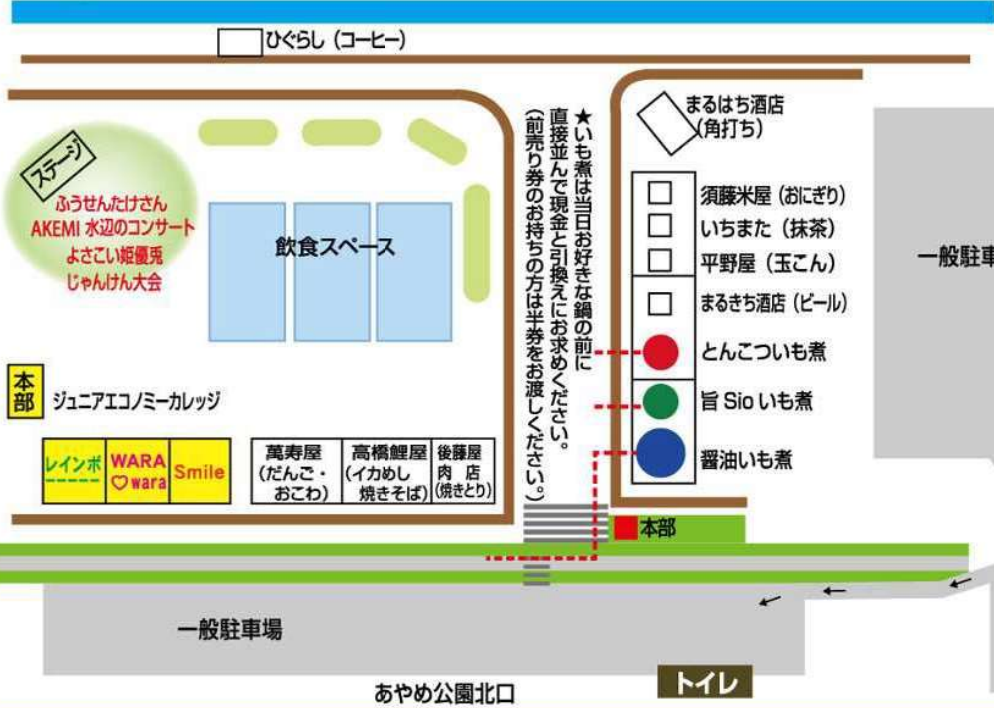 ひぐらし（コーヒー）
ステージ
ふうせんたけさん
AKEMI 水辺のコンサート
よさこい姫優兎
じゃんけん大会
飲食スペース
★いも煮は当日お好きな鍋の前に
直接並んで現金と引換えにお求めください。
（前売り券のお持ちの方は半券をお渡しください。）
まるはち酒店
（角打ち）
須藤米屋（おにぎり）
いちまた（抹茶）
平野屋（玉こん）
まるきち酒店（ビール）
とんこついも煮
旨Sioいも煮
醤油いも煮
一般駐車
本部
ジュニアエコノミーカレッジ
レインボ
WARA
♡wara
Smile
萬寿屋
（だんご・
おこわ）
高橋鯉屋
（イカめし
焼きそば）
後藤屋
肉店
（焼きとり）
本部
一般駐車場
あやめ公園北口
トイレ